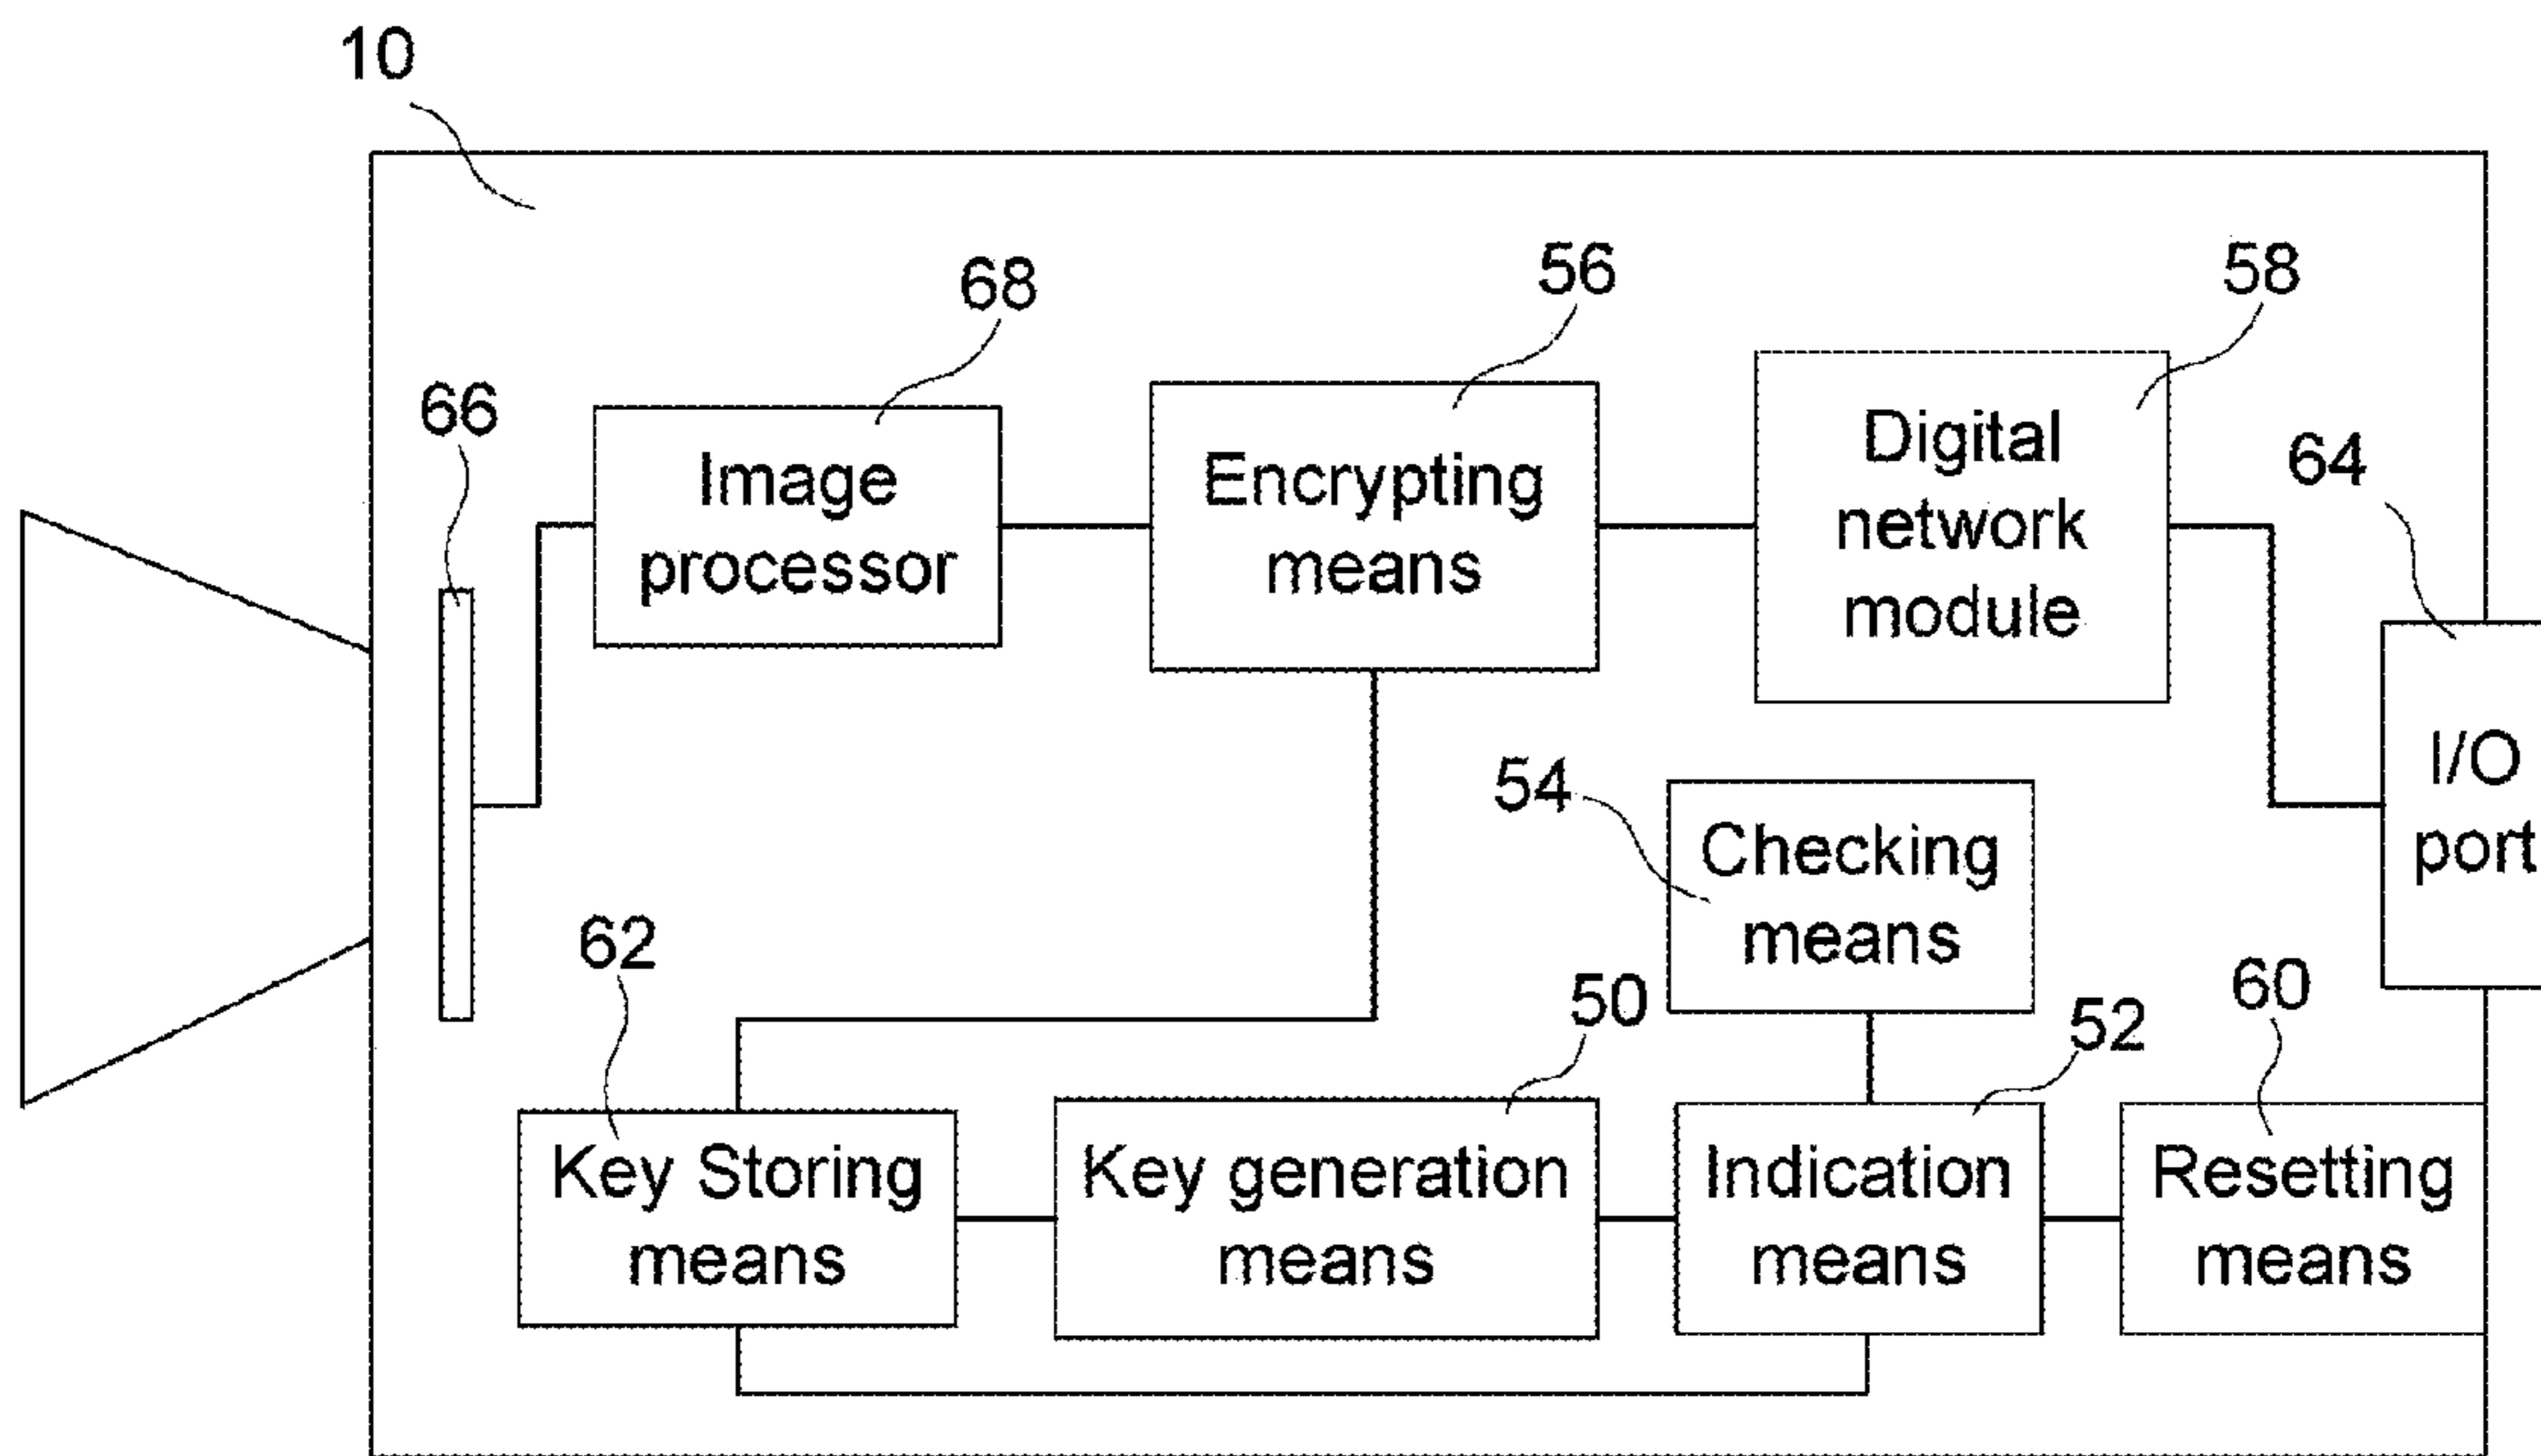 10
68
56
58
66
Image
processor
Encrypting
means
Digital
network
module
64
I/O
port
54
Checking
means
62
50
52
60
Key Storing
means
Key generation
means
Indication
means
Resetting
means